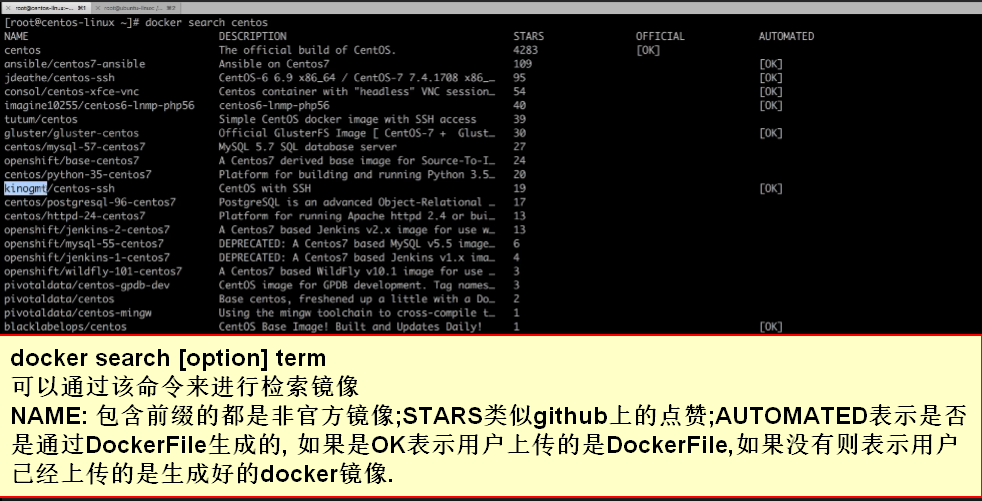 root@centos-linux:~... ⌘1 root@ubuntu-linux: /... ⌘2
[root@centos-linux ~]# docker search centos
NAME DESCRIPTION STARS OFFICIAL AUTOMATED
centos The official build of CentOS. 4283 [OK]
ansible/centos7-ansible Ansible on Centos7 109 [OK]
jdeathe/centos-ssh CentOS-6 6.9 x86_64 / CentOS-7 7.4.1708 x86_… 95 [OK]
consol/centos-xfce-vnc Centos container with "headless" VNC session… 54 [OK]
imagine10255/centos6-lnmp-php56 centos6-lnmp-php56 40 [OK]
tutum/centos Simple CentOS docker image with SSH access 39
gluster/gluster-centos Official GlusterFS Image [ CentOS-7 + Glust… 30 [OK]
centos/mysql-57-centos7 MySQL 5.7 SQL database server 27
openshift/base-centos7 A Centos7 derived base image for Source-To-I… 24
centos/python-35-centos7 Platform for building and running Python 3.5… 20
kinogmt/centos-ssh CentOS with SSH 19 [OK]
centos/postgresql-96-centos7 PostgreSQL is an advanced Object-Relational … 17
centos/httpd-24-centos7 Platform for running Apache httpd 2.4 or bui… 13
openshift/jenkins-2-centos7 A Centos7 based Jenkins v2.x image for use w… 13
openshift/mysql-55-centos7 DEPRECATED: A Centos7 based MySQL v5.5 image… 6
openshift/jenkins-1-centos7 DEPRECATED: A Centos7 based Jenkins v1.x ima… 4
openshift/wildfly-101-centos7 A Centos7 based WildFly v10.1 image for use … 3
pivotaldata/centos-gpdb-dev CentOS image for GPDB development. Tag names… 3
pivotaldata/centos Base centos, freshened up a little with a Do… 2
pivotaldata/centos-mingw Using the mingw toolchain to cross-compile t… 1
blacklabelops/centos CentOS Base Image! Built and Updates Daily! 1 [OK]
docker search [option] term
可以通过该命令来进行检索镜像
NAME: 包含前缀的都是非官方镜像;STARS类似github上的点赞;AUTOMATED表示是否
是通过DockerFile生成的, 如果是OK表示用户上传的是DockerFile,如果没有则表示用户
已经上传的是生成好的docker镜像.